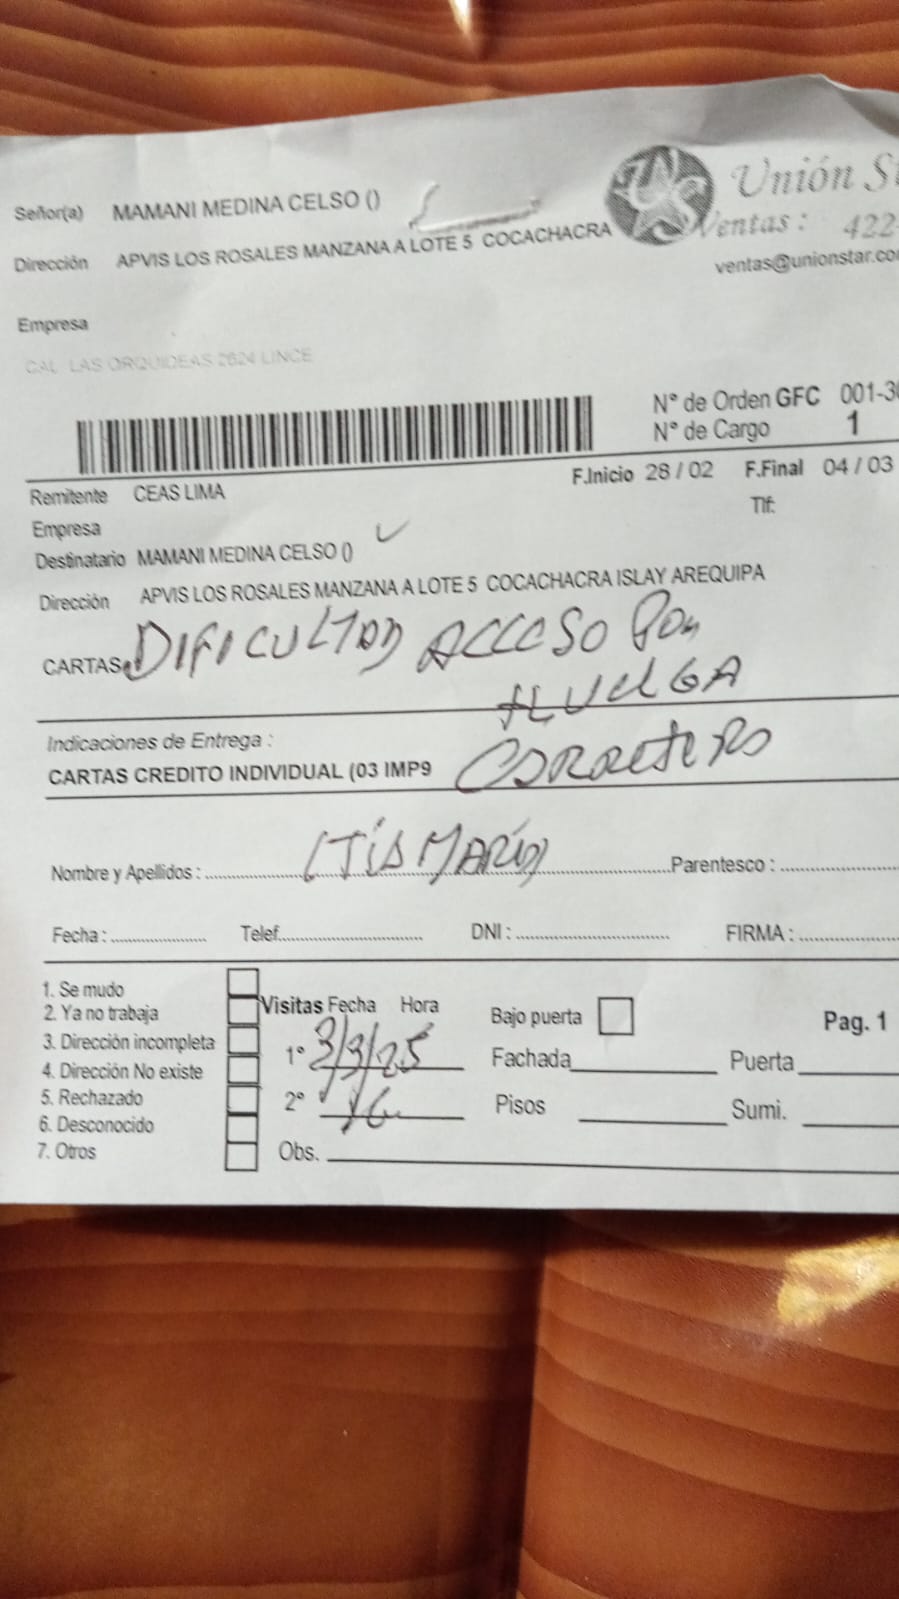 Unión St
Señor(a) MAMANI MEDINA CELSO ()
Ventas : 422-
Dirección APVIS LOS ROSALES MANZANA A LOTE 5 COCACHACRA
ventas@unionstar.co
Empresa
CAL LAS ORQUIDEAS 2624 LINCE
N° de Orden GFC 001-30
N° de Cargo 1
F.Inicio 28 / 02 F.Final 04 / 03
Remitente CEAS LIMA
Tlf:
Empresa
Destinatario MAMANI MEDINA CELSO ()
Dirección APVIS LOS ROSALES MANZANA A LOTE 5 COCACHACRA ISLAY AREQUIPA
CARTAS DIFICULTAD ACCESO POR
HUELGA
Indicaciones de Entrega :
CARTAS CREDITO INDIVIDUAL (03 IMP9
Nombre y Apellidos : MARÍA) Parentesco :
Fecha : Telef. DNI : FIRMA :
1. Se mudo
2. Ya no trabaja
3. Dirección incompleta
4. Dirección No existe
5. Rechazado
6. Desconocido
7. Otros
Visitas Fecha Hora
1° 3/3/25
2°
Obs.
Bajo puerta
Fachada Puerta
Pisos Sumi.
Pag. 1